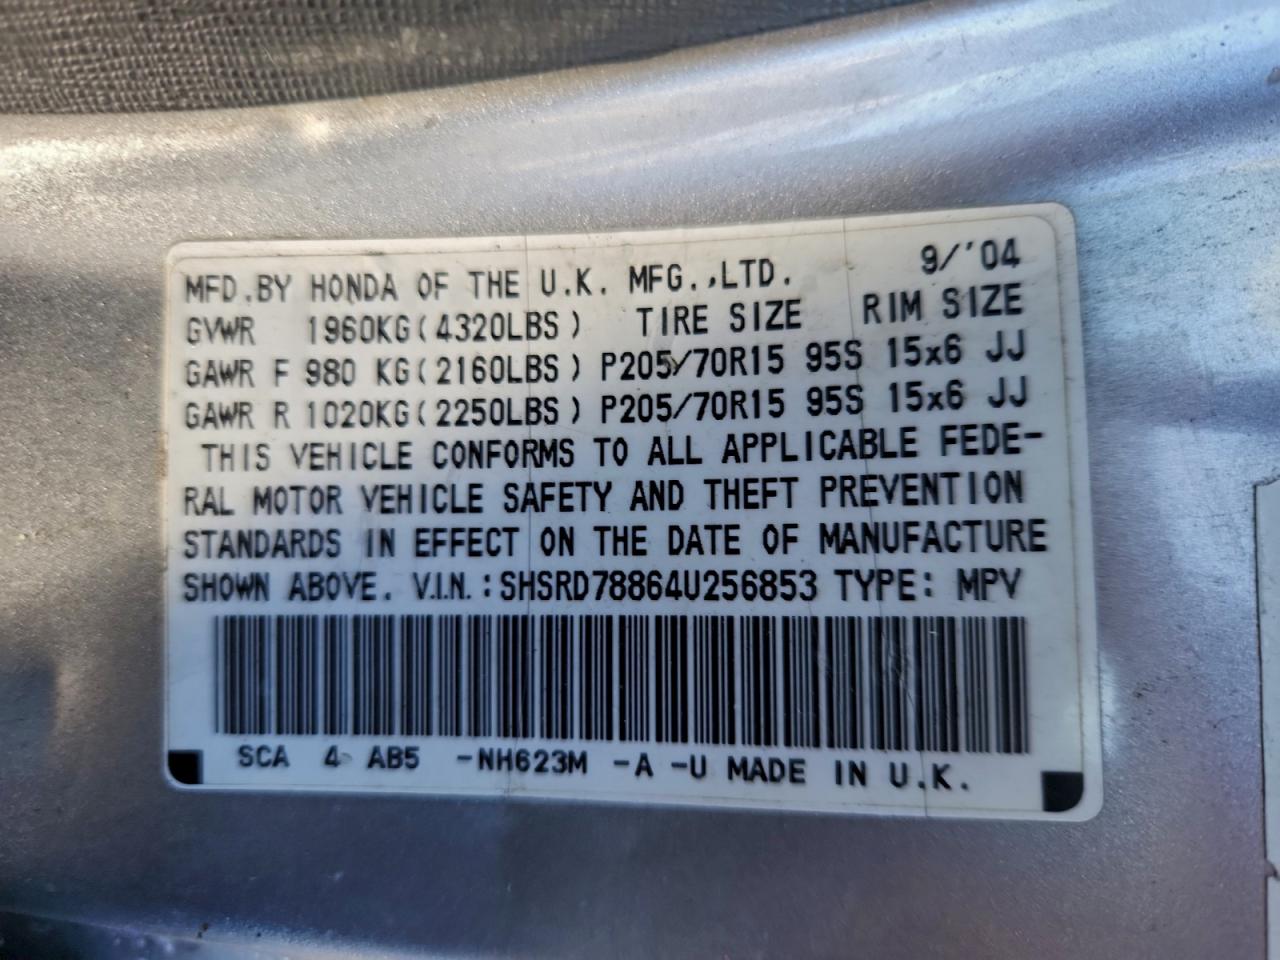 MFD.BY HONDA OF THE U.K. MFG.,LTD. 9/'04
GVWR 1960KG(4320LBS) TIRE SIZE RIM SIZE
GAWR F 980 KG(2160LBS) P205/70R15 95S 15x6 JJ
GAWR R 1020KG(2250LBS) P205/70R15 95S 15x6 JJ
THIS VEHICLE CONFORMS TO ALL APPLICABLE FEDE-
RAL MOTOR VEHICLE SAFETY AND THEFT PREVENTION
STANDARDS IN EFFECT ON THE DATE OF MANUFACTURE
SHOWN ABOVE. V.I.N.:SHSRD78864U256853 TYPE: MPV
SCA 4 AB5 -NH623M -A -U MADE IN U.K.